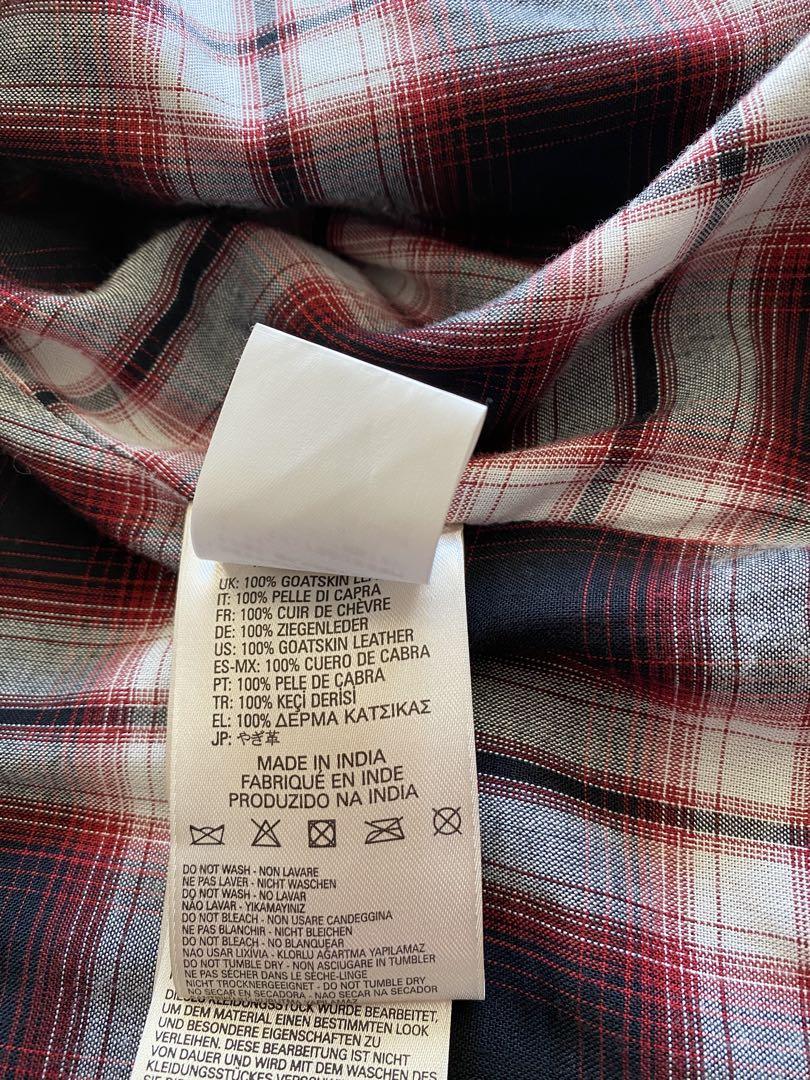 UK: 100% GOATSKIN
IT: 100% PELLE DI CAPRA
FR: 100% CUIR DE CHÈVRE
DE: 100% ZIEGENLEDER
US: 100% GOATSKIN LEATHER
ES-MX: 100% CUERO DE CABRA
PT: 100% PELE DE CABRA
TR: 100% KEÇİ DERİSİ
EL: 100% ΔΕΡΜΑ ΚΑΤΣΙΚΑΣ
JP: やぎ革
MADE IN INDIA
FABRIQUÉ EN INDE
PRODUZIDO NA INDIA
DO NOT WASH - NON LAVARE
NE PAS LAVER - NICHT WASCHEN
DO NOT WASH - NO LAVAR
NÃO LAVAR - YIKAMAYINIZ
DO NOT BLEACH - NON USARE CANDEGGINA
NE PAS BLANCHIR - NICHT BLEICHEN
DO NOT BLEACH - NO BLANQUEAR
NÃO USAR LIXÍVIA - KLORLU AĞARTMA YAPILAMAZ
DO NOT TUMBLE DRY - NON ASCIUGARE IN TUMBLER
NE PAS SÉCHER DANS LE SÈCHE-LINGE
NICHT TROCKNERGEEIGNET - DO NOT TUMBLE DRY
NO SECAR EN SECADORA - NAO SECAR NA SECADOR
DIESES KLEIDUNGSSTÜCK WURDE BEARBEITET,
UM DEM MATERIAL EINEN BESTIMMTEN LOOK
UND BESONDERE EIGENSCHAFTEN ZU
VERLEIHEN. DIESE BEARBEITUNG IST NICHT
VON DAUER UND WIRD MIT DEM WASCHEN DES
KLEIDUNGSSTÜCKES